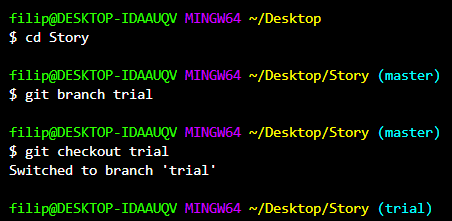 filip@DESKTOP-IDAAUQV MINGW64 ~/Desktop
$ cd Story
filip@DESKTOP-IDAAUQV MINGW64 ~/Desktop/Story (master)
$ git branch trial
filip@DESKTOP-IDAAUQV MINGW64 ~/Desktop/Story (master)
$ git checkout trial
Switched to branch 'trial'
filip@DESKTOP-IDAAUQV MINGW64 ~/Desktop/Story (trial)